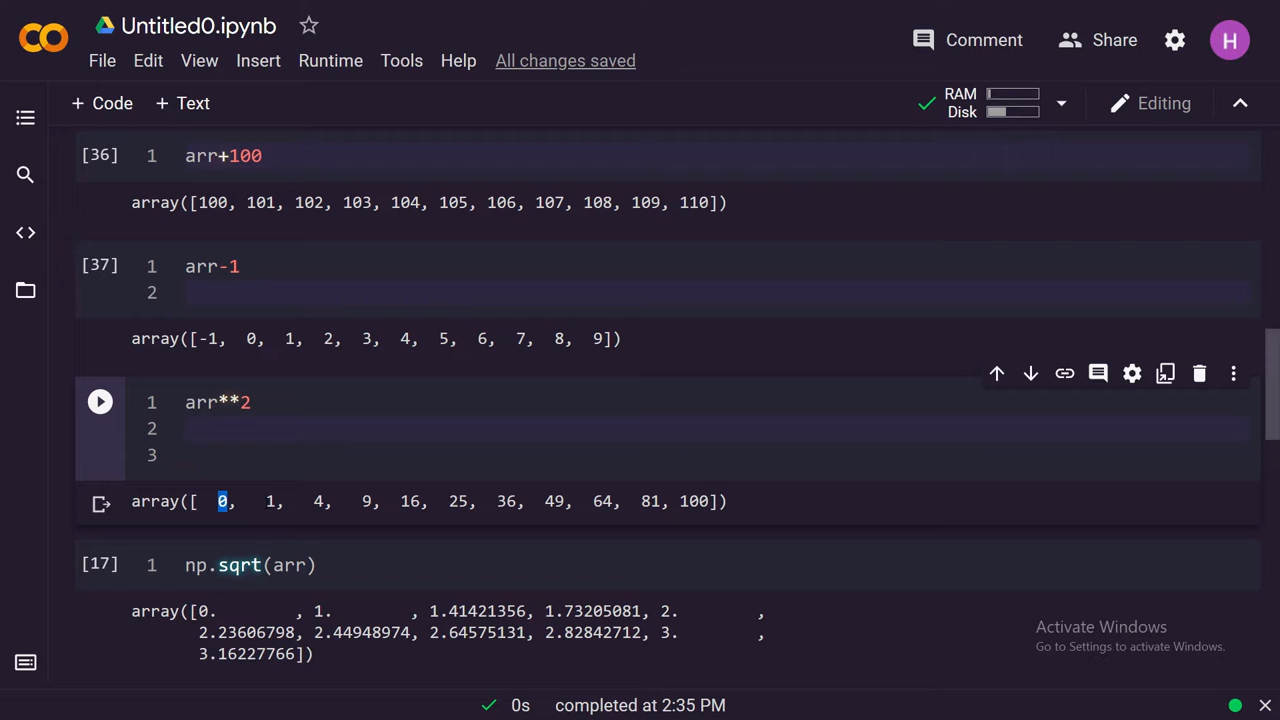 Untitled0.ipynb
Comment
Share
H
File Edit View Insert Runtime Tools Help All changes saved
+ Code + Text
RAM
Disk
Editing
[36] 1 arr+100
array([100, 101, 102, 103, 104, 105, 106, 107, 108, 109, 110])
[37] 1 arr-1
2
array([-1, 0, 1, 2, 3, 4, 5, 6, 7, 8, 9])
1 arr**2
2
3
array([ 0, 1, 4, 9, 16, 25, 36, 49, 64, 81, 100])
[17] 1 np.sqrt(arr)
array([0. , 1. , 1.41421356, 1.73205081, 2. ,
2.23606798, 2.44948974, 2.64575131, 2.82842712, 3. ,
3.16227766])
Activate Windows
Go to Settings to activate Windows.
0s completed at 2:35 PM